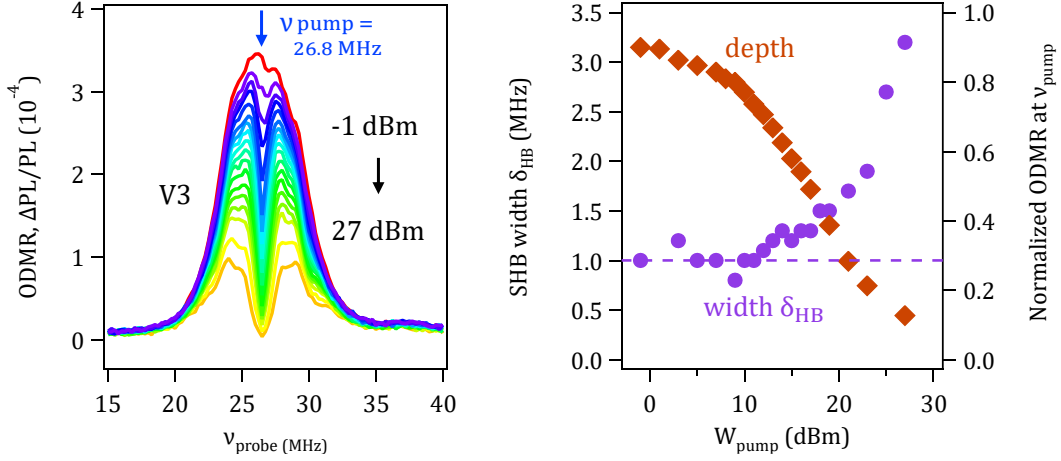 4
3
2
1
0
ODMR, ΔPL/PL (10⁻⁴)
ν pump =
26.8 MHz
-1 dBm
27 dBm
V3
15
20
25
30
35
40
ν_probe (MHz)
3.5
3.0
2.5
2.0
1.5
1.0
0.5
0.0
SHB width δ_HB (MHz)
depth
width δ_HB
1.0
0.8
0.6
0.4
0.2
0.0
Normalized ODMR at ν_pump
0
10
20
30
W_pump (dBm)